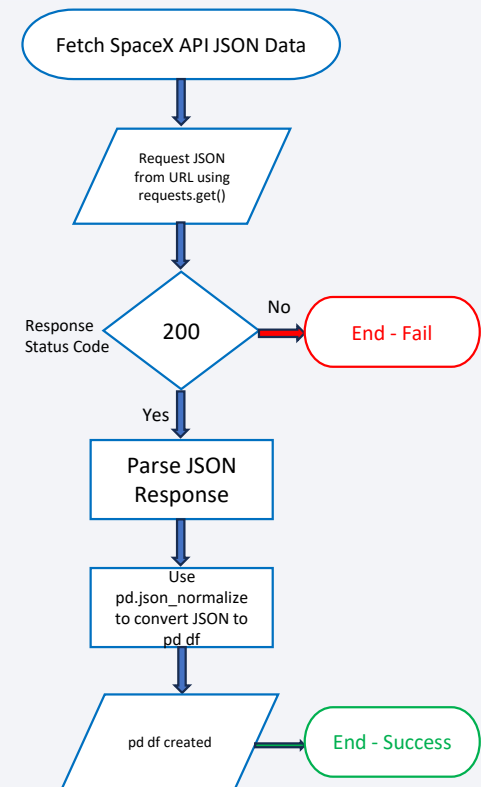 Fetch SpaceX API JSON Data
Request JSON
from URL using
requests.get()
Response
Status Code
200
No
End - Fail
Yes
Parse JSON
Response
Use
pd.json_normalize
to convert JSON to
pd df
pd df created
End - Success